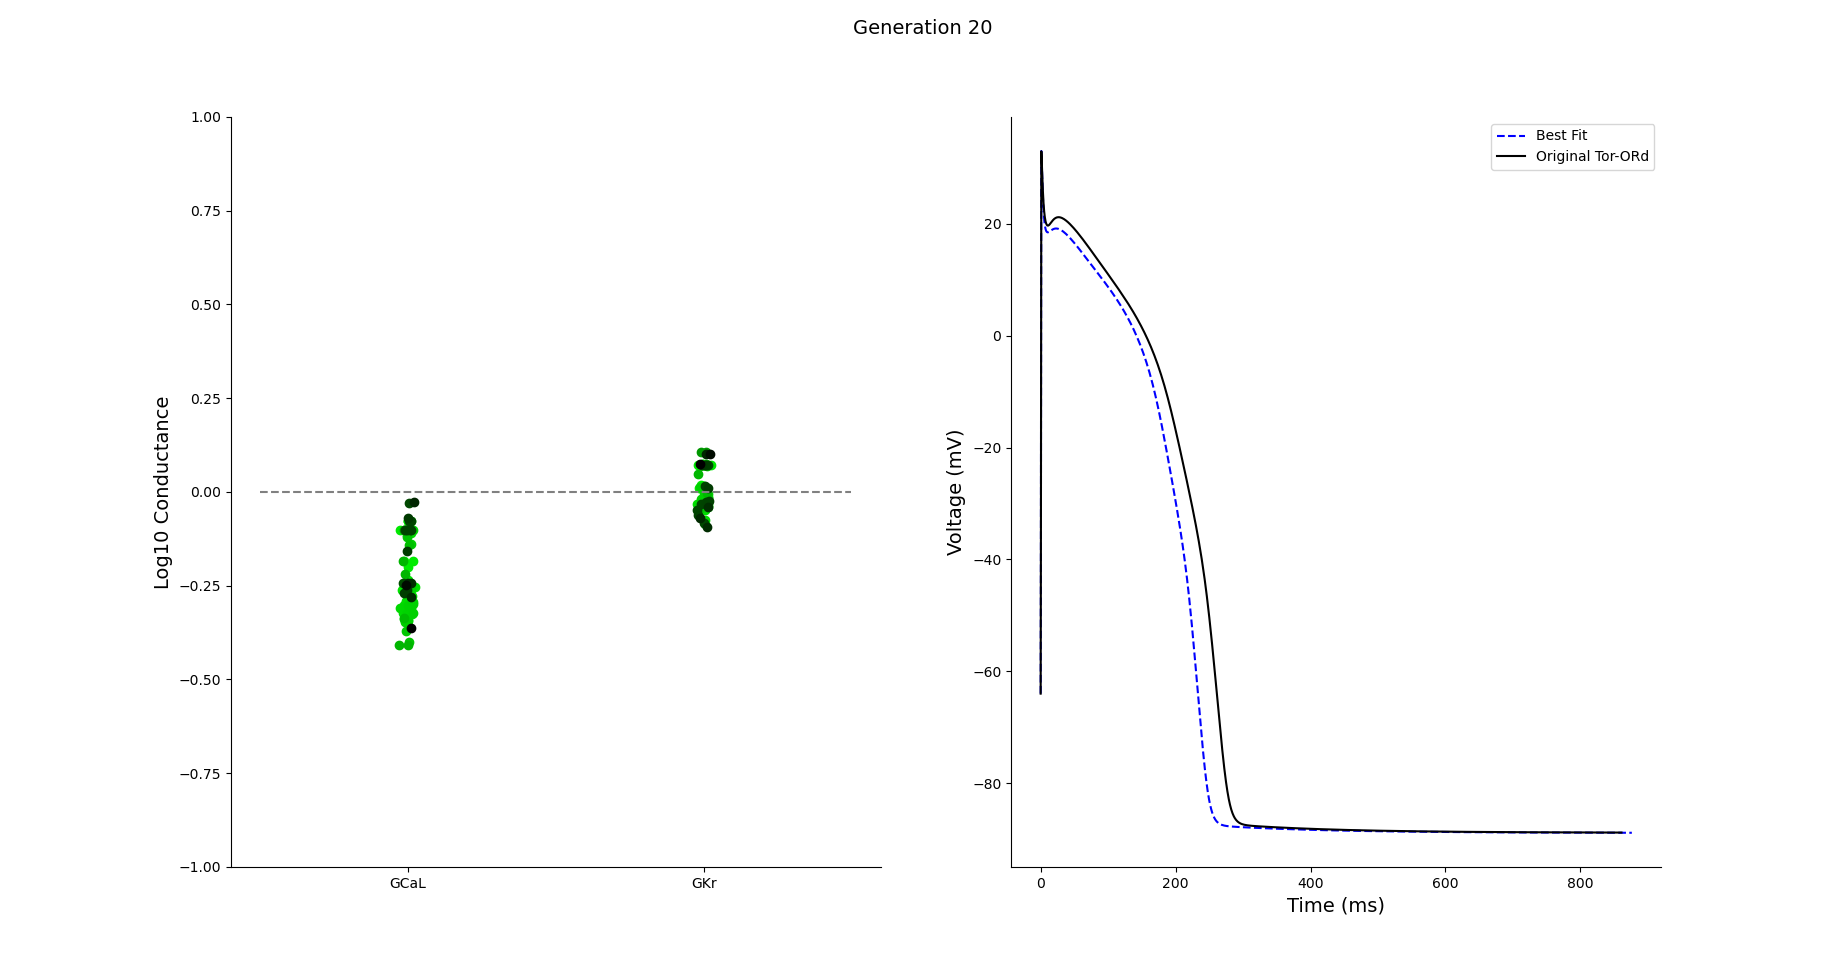 Generation 20
1.00
0.75
0.50
0.25
0.00
−0.25
−0.50
−0.75
−1.00
Log10 Conductance
GCaL
GKr
Best Fit
Original Tor-ORd
20
0
−20
−40
−60
−80
Voltage (mV)
0
200
400
600
800
Time (ms)